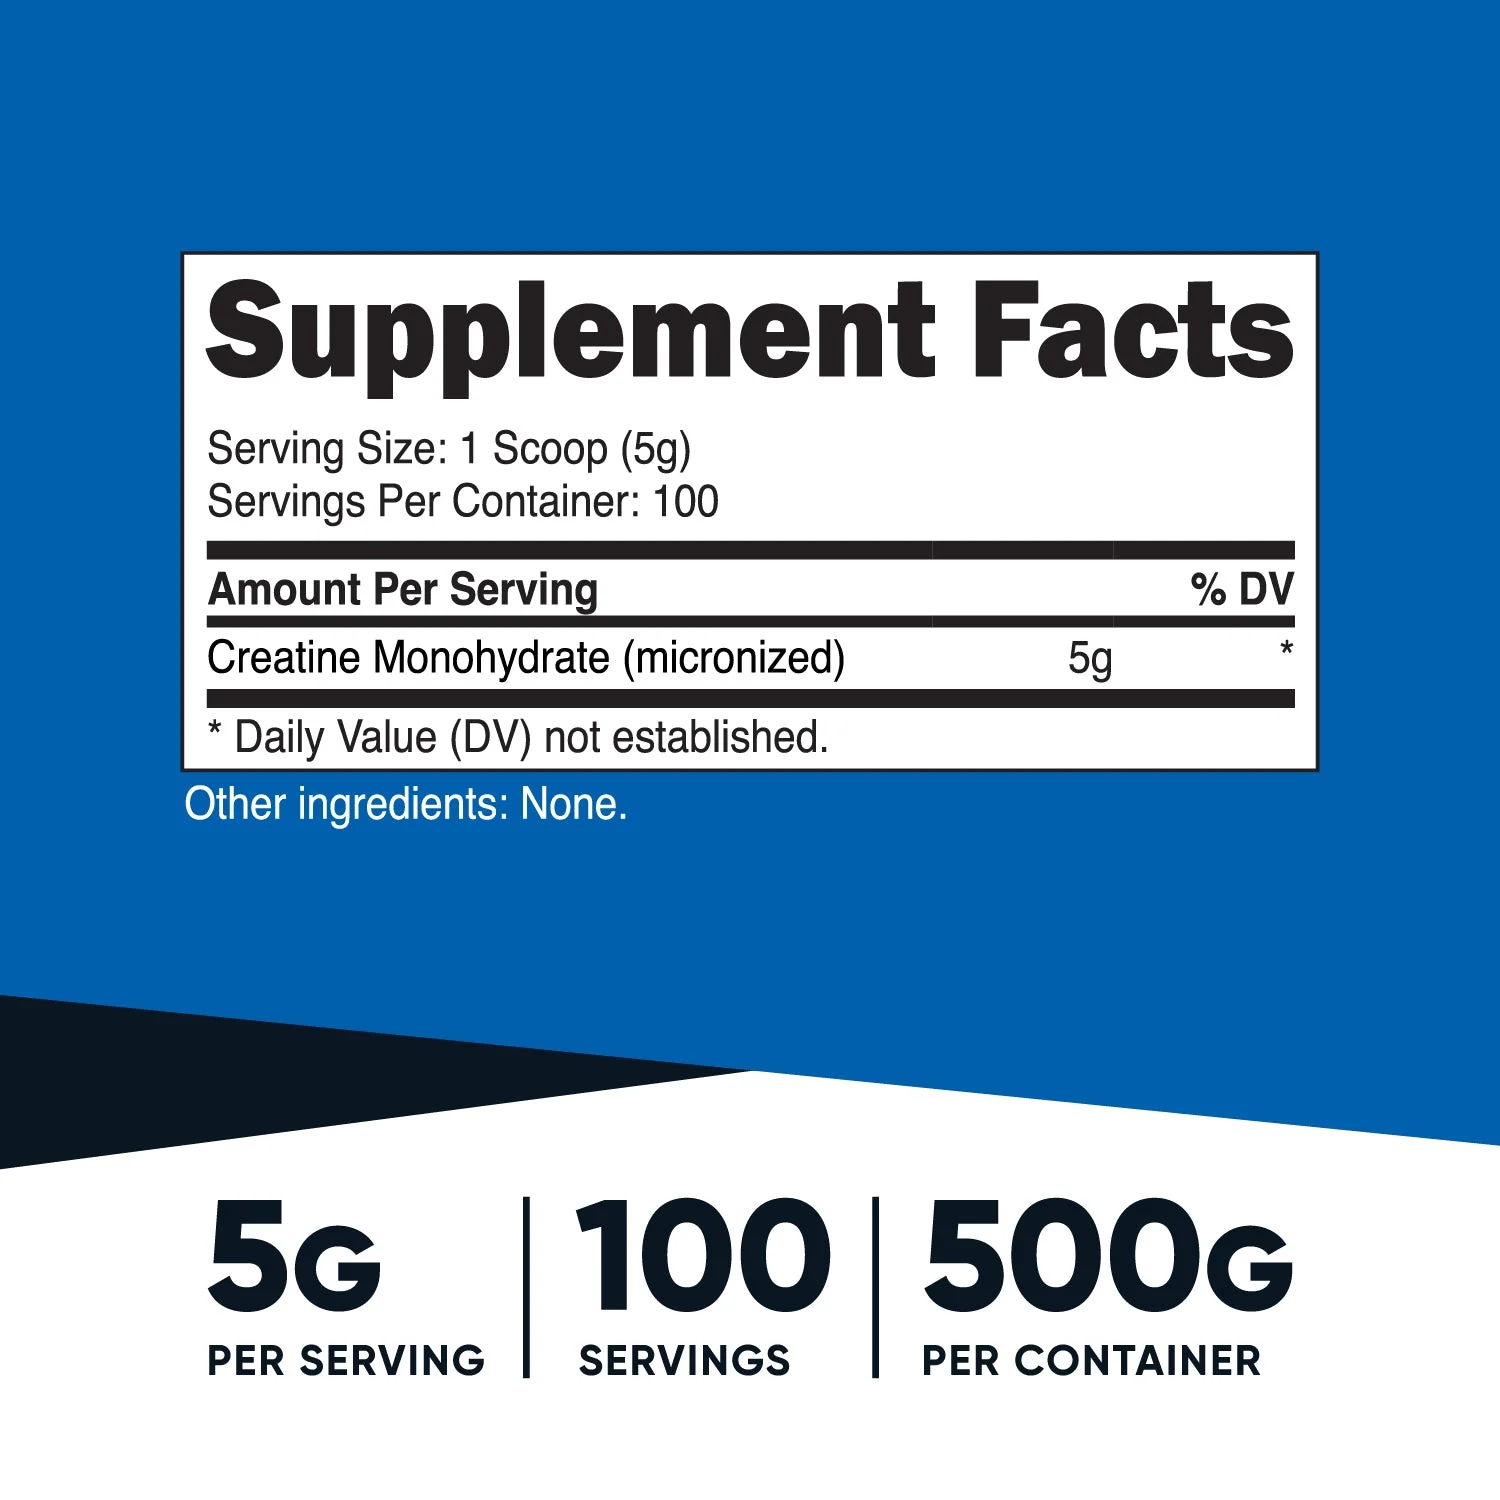 Supplement Facts
Serving Size: 1 Scoop (5g)
Servings Per Container: 100
Amount Per Serving % DV
Creatine Monohydrate (micronized) 5g *
* Daily Value (DV) not established.
Other ingredients: None.
5G 100 500G
PER SERVING SERVINGS PER CONTAINER